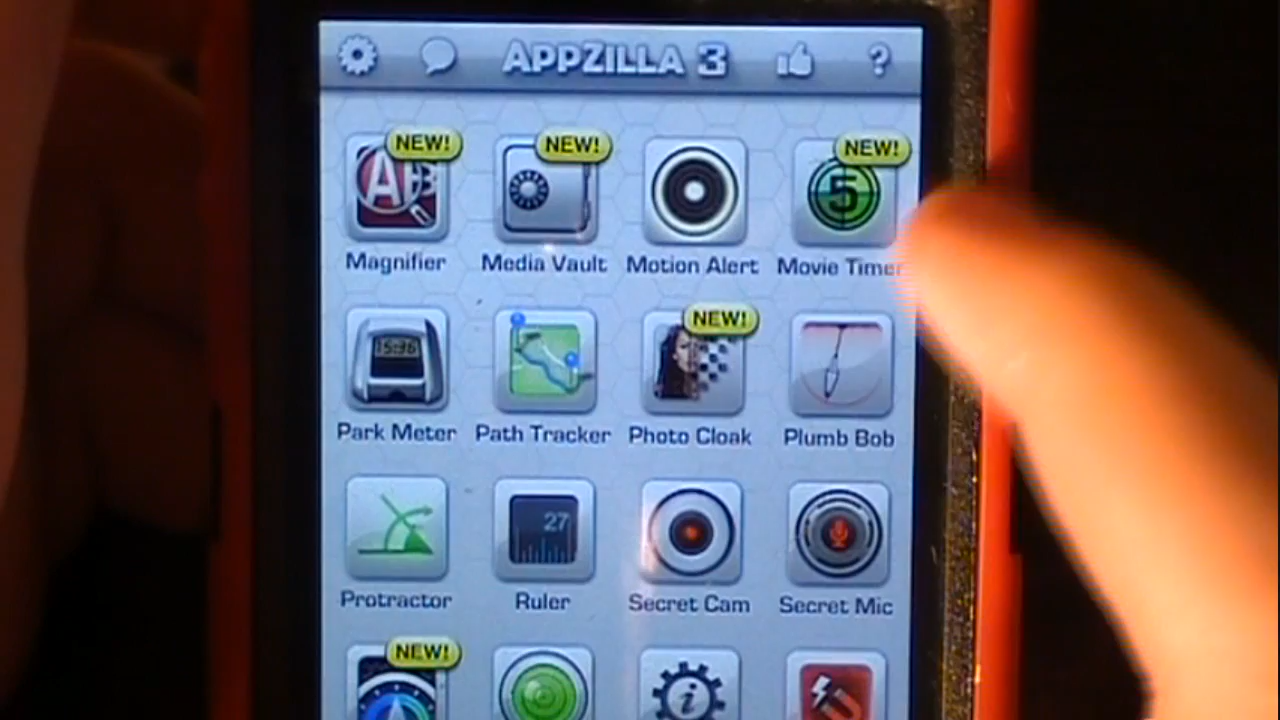 APPZILLA 3 ?
NEW! NEW! NEW!
A B 5
Magnifier Media Vault Motion Alert Movie Timer
NEW!
15:36
Park Meter Path Tracker Photo Cloak Plumb Bob
27
Protractor Ruler Secret Cam Secret Mic
NEW!
i